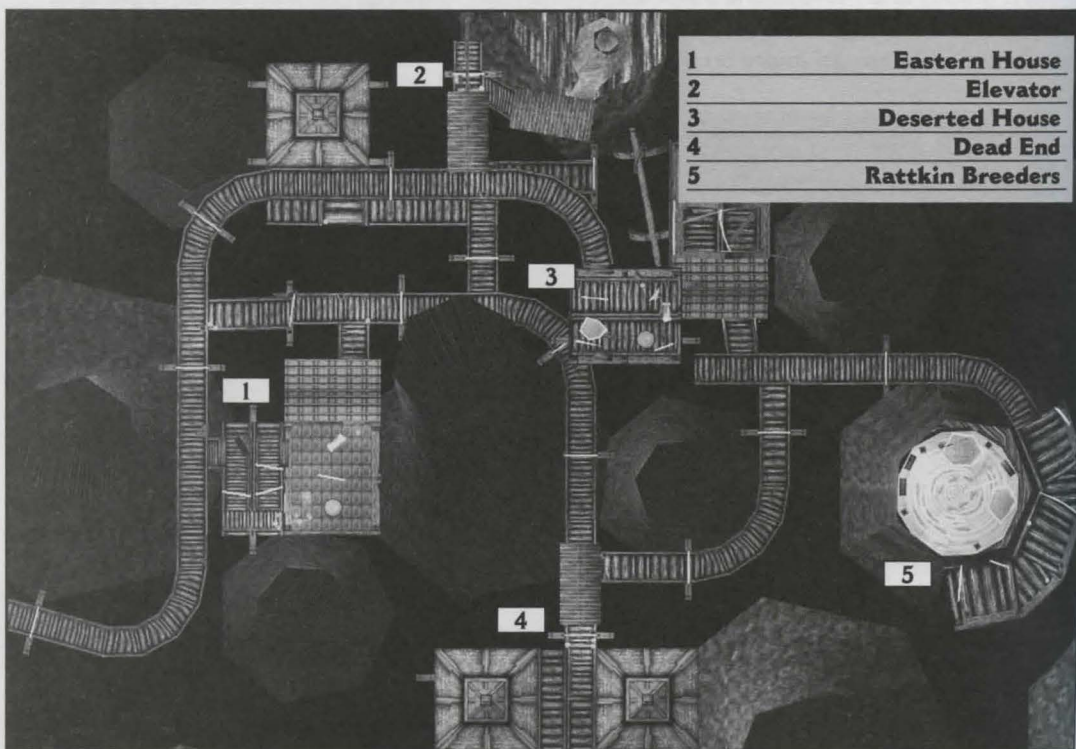 1 Eastern House
2 Elevator
3 Deserted House
4 Dead End
5 Rattkin Breeders
2
3
1
5
4